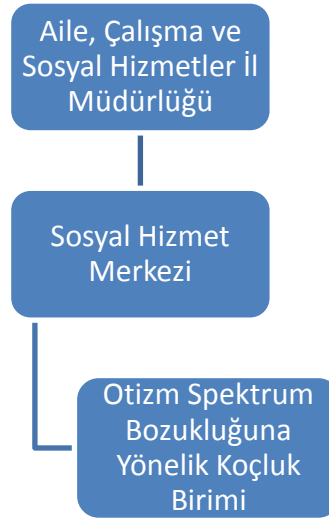 Aile, Çalışma ve
Sosyal Hizmetler İl
Müdürlüğü
Sosyal Hizmet
Merkezi
Otizm Spektrum
Bozukluğuna
Yönelik Koçluk
Birimi